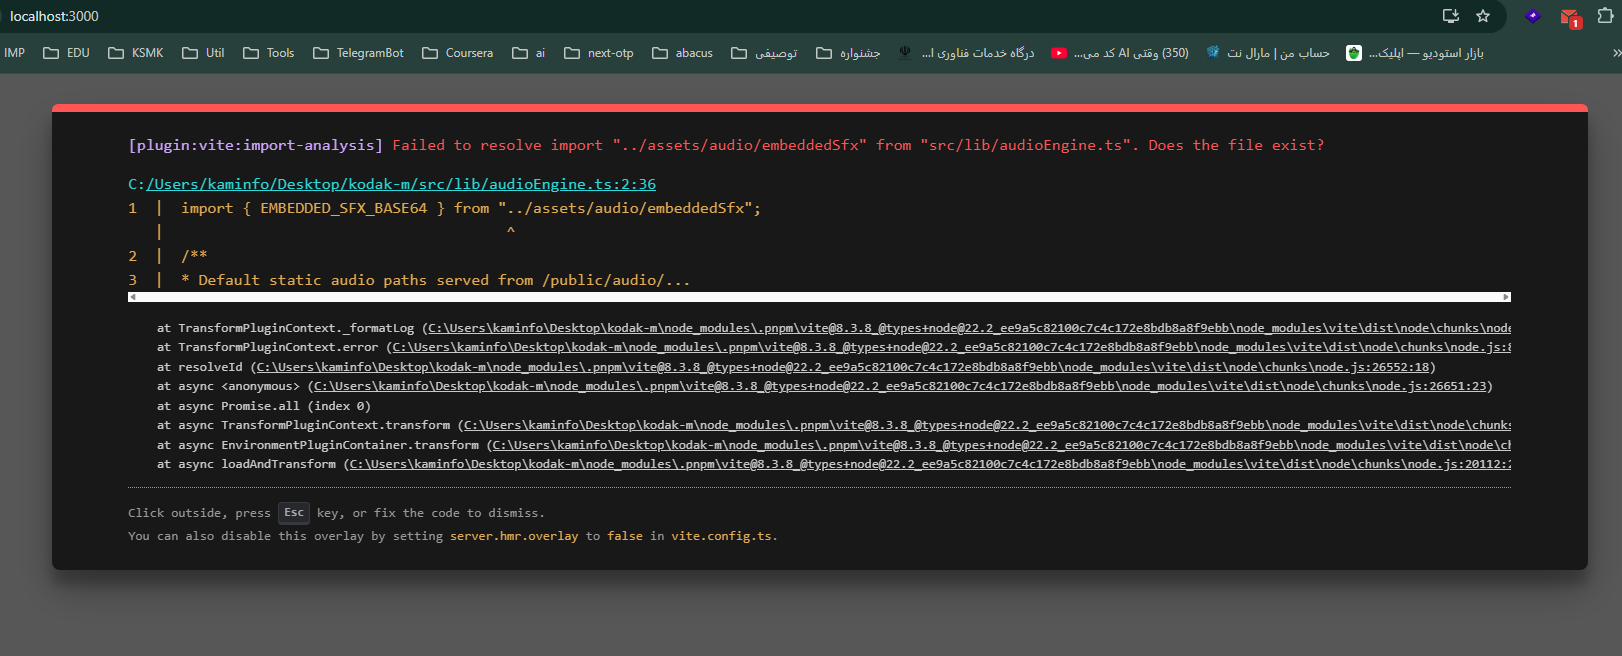 localhost:3000
1
IMP EDU KSMK Util Tools TelegramBot Coursera ai next-otp abacus توصیفی جشنواره درگاه خدمات فناوری ا... (350) وقتی AI کد می... حساب من | مارال نت بازار استودیو — اپلیک... »
[plugin:vite:import-analysis] Failed to resolve import "../assets/audio/embeddedSfx" from "src/lib/audioEngine.ts". Does the file exist?
C:/Users/kaminfo/Desktop/kodak-m/src/lib/audioEngine.ts:2:36
1 | import { EMBEDDED_SFX_BASE64 } from "../assets/audio/embeddedSfx";
| ^
2 | /**
3 | * Default static audio paths served from /public/audio/...
at TransformPluginContext._formatLog (C:\Users\kaminfo\Desktop\kodak-m\node_modules\.pnpm\vite@8.3.8_@types+node@22.2_ee9a5c82100c7c4c172e8bdb8a8f9ebb\node_modules\vite\dist\node\chunks\node
at TransformPluginContext.error (C:\Users\kaminfo\Desktop\kodak-m\node_modules\.pnpm\vite@8.3.8_@types+node@22.2_ee9a5c82100c7c4c172e8bdb8a8f9ebb\node_modules\vite\dist\node\chunks\node.js:8
at resolveId (C:\Users\kaminfo\Desktop\kodak-m\node_modules\.pnpm\vite@8.3.8_@types+node@22.2_ee9a5c82100c7c4c172e8bdb8a8f9ebb\node_modules\vite\dist\node\chunks\node.js:26552:18)
at async <anonymous> (C:\Users\kaminfo\Desktop\kodak-m\node_modules\.pnpm\vite@8.3.8_@types+node@22.2_ee9a5c82100c7c4c172e8bdb8a8f9ebb\node_modules\vite\dist\node\chunks\node.js:26651:23)
at async Promise.all (index 0)
at async TransformPluginContext.transform (C:\Users\kaminfo\Desktop\kodak-m\node_modules\.pnpm\vite@8.3.8_@types+node@22.2_ee9a5c82100c7c4c172e8bdb8a8f9ebb\node_modules\vite\dist\node\chunks
at async EnvironmentPluginContainer.transform (C:\Users\kaminfo\Desktop\kodak-m\node_modules\.pnpm\vite@8.3.8_@types+node@22.2_ee9a5c82100c7c4c172e8bdb8a8f9ebb\node_modules\vite\dist\node\ch
at async loadAndTransform (C:\Users\kaminfo\Desktop\kodak-m\node_modules\.pnpm\vite@8.3.8_@types+node@22.2_ee9a5c82100c7c4c172e8bdb8a8f9ebb\node_modules\vite\dist\node\chunks\node.js:20112:2
Click outside, press Esc key, or fix the code to dismiss.
You can also disable this overlay by setting server.hmr.overlay to false in vite.config.ts.